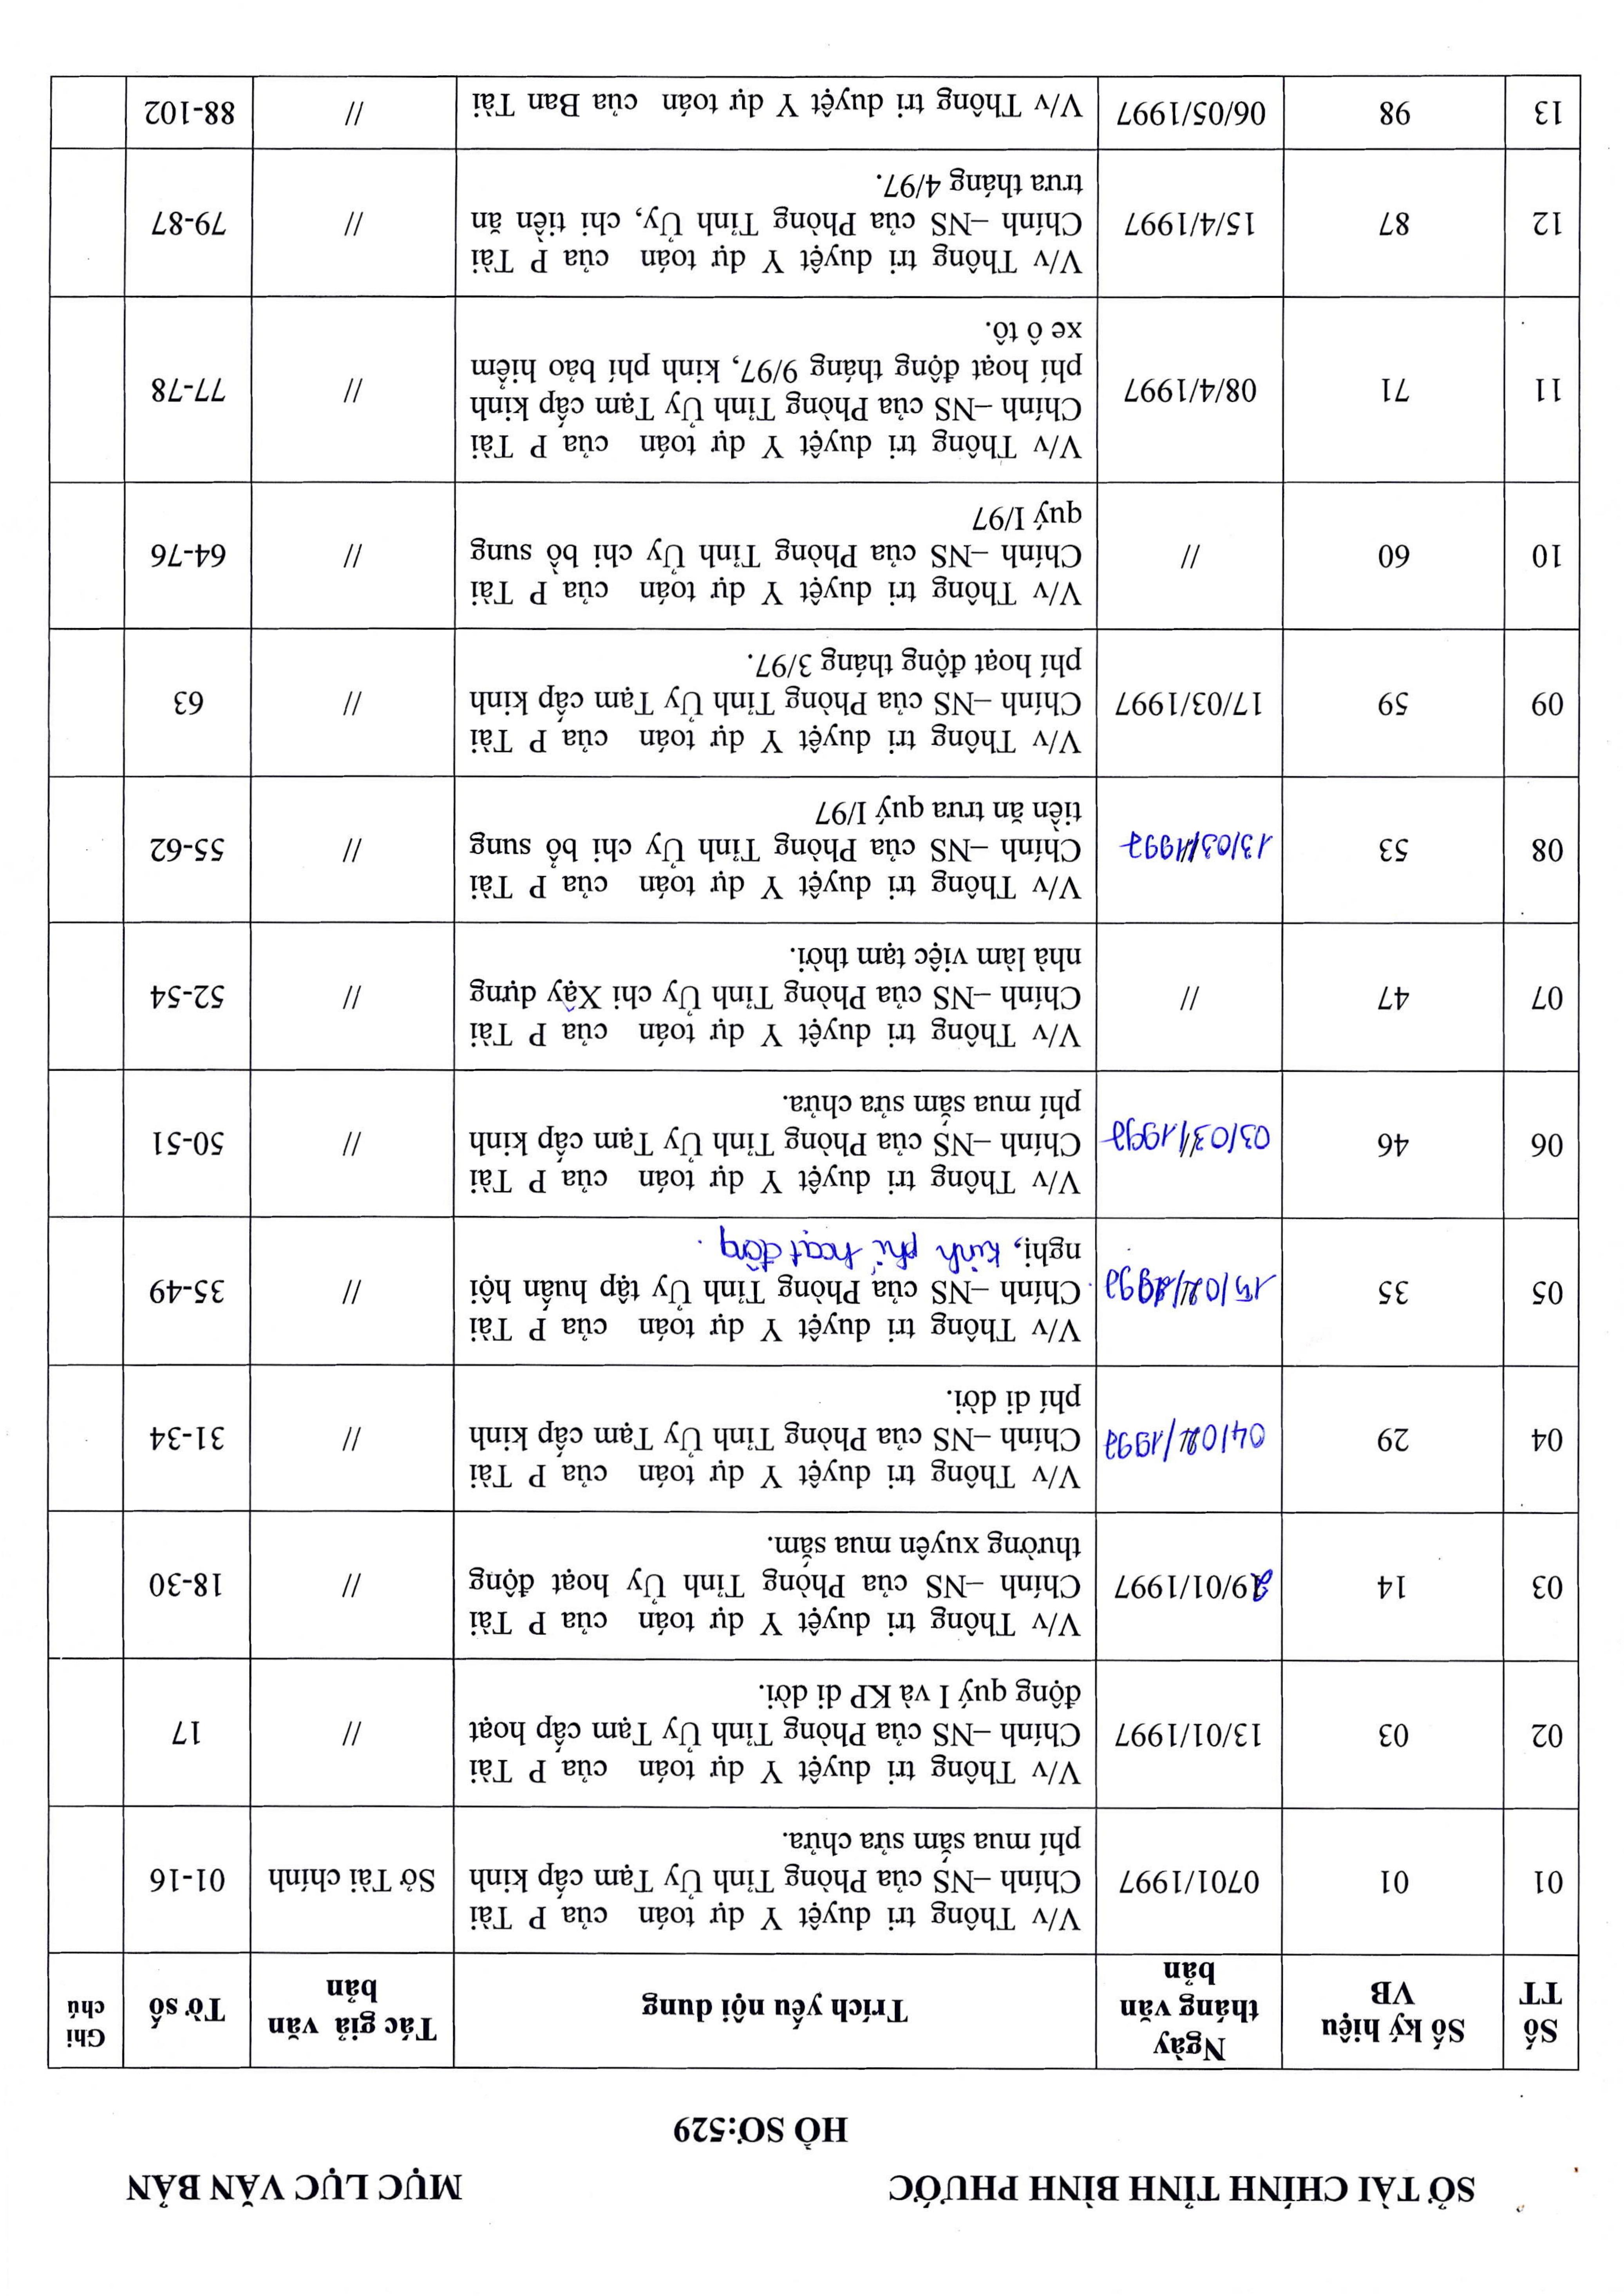 SỞ TÀI CHÍNH TỈNH BÌNH PHƯỚC MỤC LỤC VĂN BẢN
HỒ SƠ:529
Số TT | Số ký hiệu VB | Ngày tháng văn bản | Trích yếu nội dung | Tác giả văn bản | Tờ số | Ghi chú
01 | 01 | 0701/1997 | V/v Thông tri duyệt Y dự toán của P Tài
Chính –NS của Phòng Tỉnh Ủy Tạm cấp kinh
phí mua sắm sửa chữa. | Sở Tài chính | 01-16
02 | 03 | 13/01/1997 | V/v Thông tri duyệt Y dự toán của P Tài
Chính –NS của Phòng Tỉnh Ủy Tạm cấp hoạt
động quý I và KP di dời. | // | 17
03 | 14 | 29/01/1997 | V/v Thông tri duyệt Y dự toán của P Tài
Chính –NS của Phòng Tỉnh Ủy hoạt động
thường xuyên mua sắm. | // | 18-30
04 | 29 | 04/02/1997 | V/v Thông tri duyệt Y dự toán của P Tài
Chính –NS của Phòng Tỉnh Ủy Tạm cấp kinh
phí di dời. | // | 31-34
05 | 35 | 15/02/1997 | V/v Thông tri duyệt Y dự toán của P Tài
Chính –NS của Phòng Tỉnh Ủy tập huấn hội
nghị, kinh phí hoạt động. | // | 35-49
06 | 46 | 03/03/1997 | V/v Thông tri duyệt Y dự toán của P Tài
Chính –NS của Phòng Tỉnh Ủy Tạm cấp kinh
phí mua sắm sửa chữa. | // | 50-51
07 | 47 | // | V/v Thông tri duyệt Y dự toán của P Tài
Chính –NS của Phòng Tỉnh Ủy chi Xậy dựng
nhà làm việc tạm thời. | // | 52-54
08 | 53 | 13/03/1997 | V/v Thông tri duyệt Y dự toán của P Tài
Chính –NS của Phòng Tỉnh Ủy chi bổ sung
tiền ăn trưa quý I/97 | // | 55-62
09 | 59 | 17/03/1997 | V/v Thông tri duyệt Y dự toán của P Tài
Chính –NS của Phòng Tỉnh Ủy Tạm cấp kinh
phí hoạt động tháng 3/97. | // | 63
10 | 60 | // | V/v Thông tri duyệt Y dự toán của P Tài
Chính –NS của Phòng Tỉnh Ủy chi bổ sung
quý I/97 | // | 64-76
11 | 71 | 08/4/1997 | V/v Thông tri duyệt Y dự toán của P Tài
Chính –NS của Phòng Tỉnh Ủy Tạm cấp kinh
phí hoạt động tháng 9/97, kinh phí bảo hiểm
xe ô tô. | // | 77-78
12 | 87 | 15/4/1997 | V/v Thông tri duyệt Y dự toán của P Tài
Chính –NS của Phòng Tỉnh Ủy, chi tiền ăn
trưa tháng 4/97. | // | 79-87
13 | 98 | 06/05/1997 | V/v Thông tri duyệt Y dự toán của Ban Tài | // | 88-102